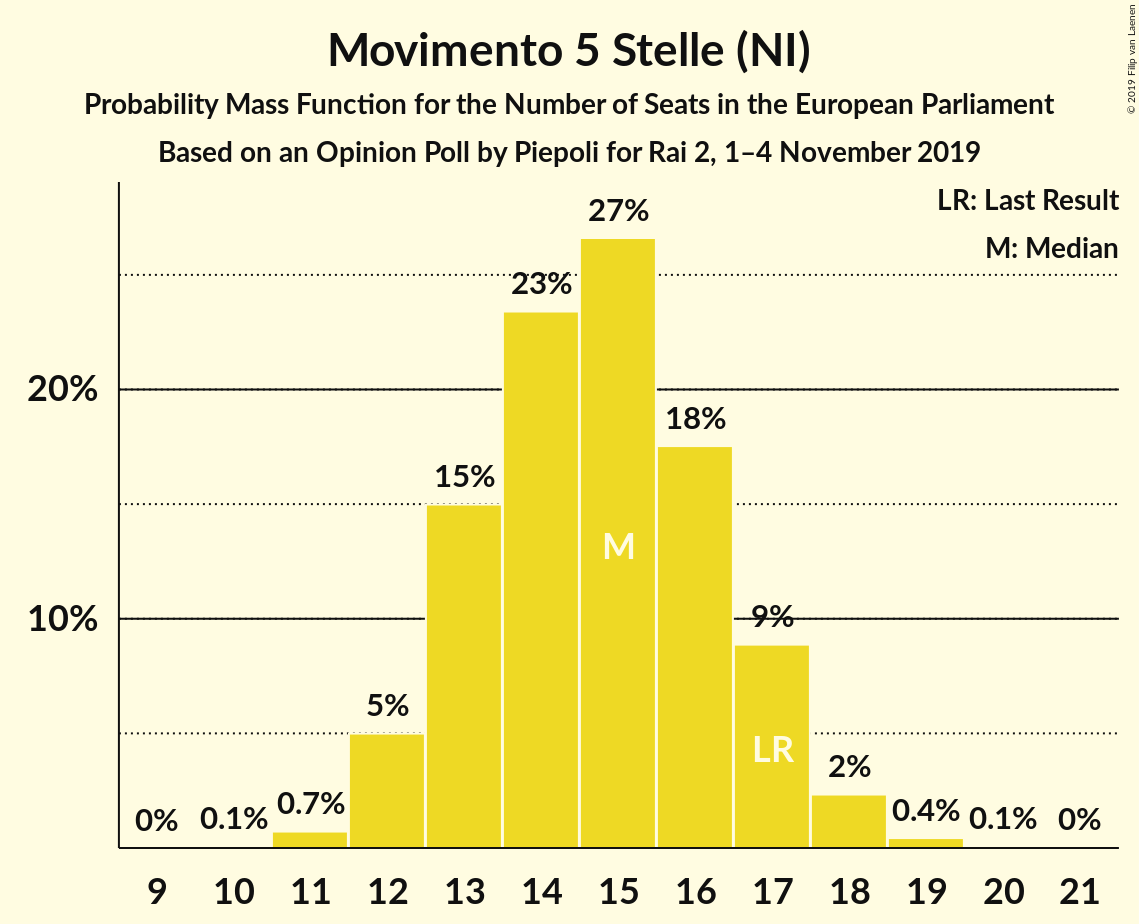 Movimento 5 Stelle (NI)
Probability Mass Function for the Number of Seats in the European Parliament
Based on an Opinion Poll by Piepoli for Rai 2, 1–4 November 2019
© 2019 Filip van Laenen
LR: Last Result
M: Median
27%
23%
20%
18%
15%
M
10%
9%
5%
LR
2%
0%
0.1%
0.7%
0.4%
0.1%
0%
9 10 11 12 13 14 15 16 17 18 19 20 21